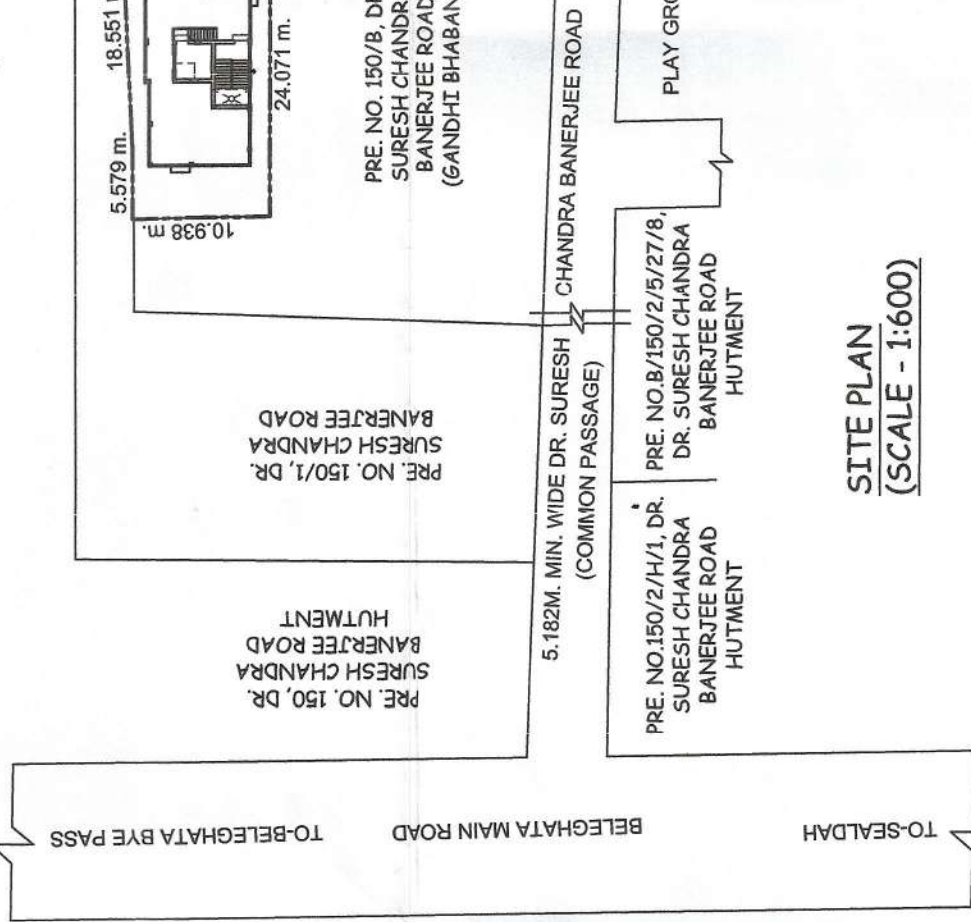 18.551
5.579 m.
10.938 m.
24.071 m.
PRE. NO. 150/B,
SURESH CHANDRA
BANERJEE ROAD
(GANDHI BHABAN
PLAY
5.182M. MIN. WIDE DR. SURESH CHANDRA BANERJEE ROAD
(COMMON PASSAGE)
PRE. NO. 150/1, DR.
SURESH CHANDRA
BANERJEE ROAD
PRE. NO.B/150/2/5/27/8,
DR. SURESH CHANDRA
BANERJEE ROAD
HUTMENT
PRE. NO. 150, DR.
SURESH CHANDRA
BANERJEE ROAD
HUTMENT
PRE. NO.150/2/H/1, DR.
SURESH CHANDRA
BANERJEE ROAD
HUTMENT
TO-BELEGHATA BYE PASS
BELEGHATA MAIN ROAD
TO-SEALDAH
SITE PLAN
(SCALE - 1:600)